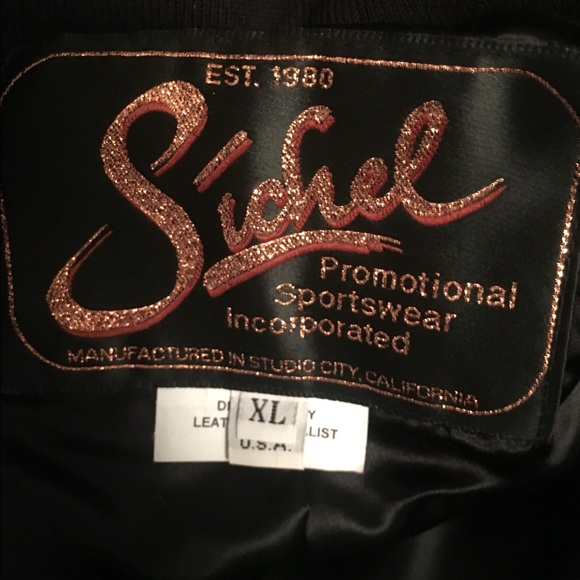 EST. 1980
Sichel
Promotional
Sportswear
Incorporated
MANUFACTURED IN STUDIO CITY, CALIFORNIA
XL
U.S.A.